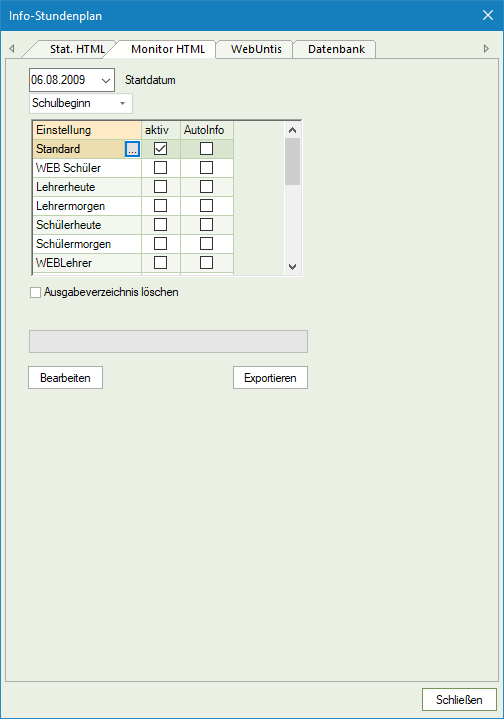 Info-Stundenplan
Stat. HTML Monitor HTML WebUntis Datenbank
06.08.2009 Startdatum
Schulbeginn
Einstellung aktiv AutoInfo
Standard ...
WEB Schüler
Lehrerheute
Lehrermorgen
Schülerheute
Schülermorgen
WEBLehrer
Ausgabeverzeichnis löschen
Bearbeiten Exportieren
Schließen